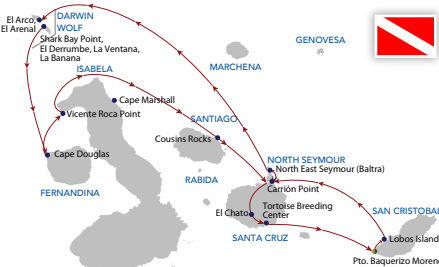 El Arco,
El Arenal
DARWIN
WOLF
Shark Bay Point,
El Derrumbe, La Ventana,
La Banana
GENOVESA
MARCHENA
ISABELA
Cape Marshall
Vicente Roca Point
SANTIAGO
Cousins Rocks
Cape Douglas
NORTH SEYMOUR
North East Seymour (Baltra)
RABIDA
Carrión Point
FERNANDINA
El Chato
Tortoise Breeding
Center
SAN CRISTOBAL
SANTA CRUZ
Lobos Island
Pto. Baquerizo Moreno